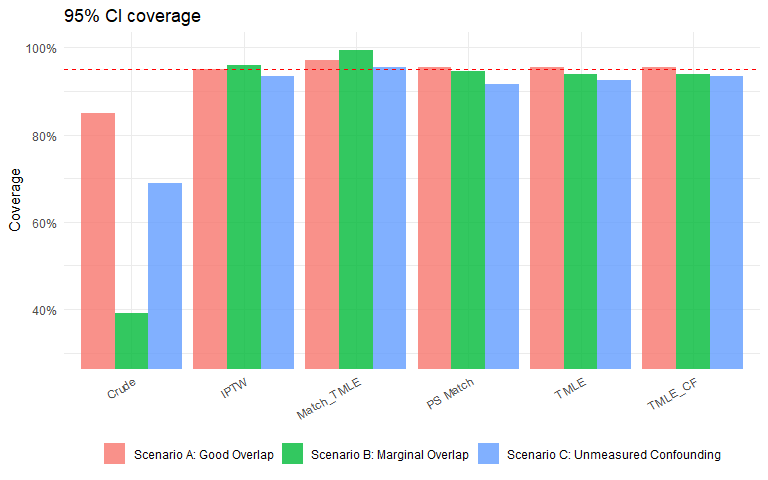 95% CI coverage
100%
80%
60%
40%
Coverage
Crude
IPTW
Match_TMLE
PS Match
TMLE
TMLE_CF
Scenario A: Good Overlap
Scenario B: Marginal Overlap
Scenario C: Unmeasured Confounding